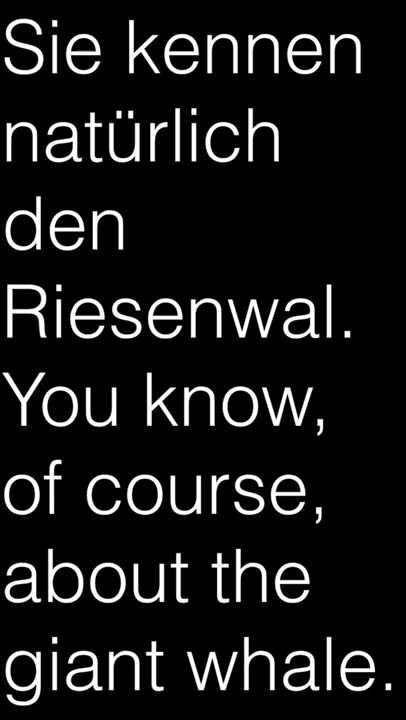 Sie kennen
natürlich
den
Riesenwal.
You know,
of course,
about the
giant whale.